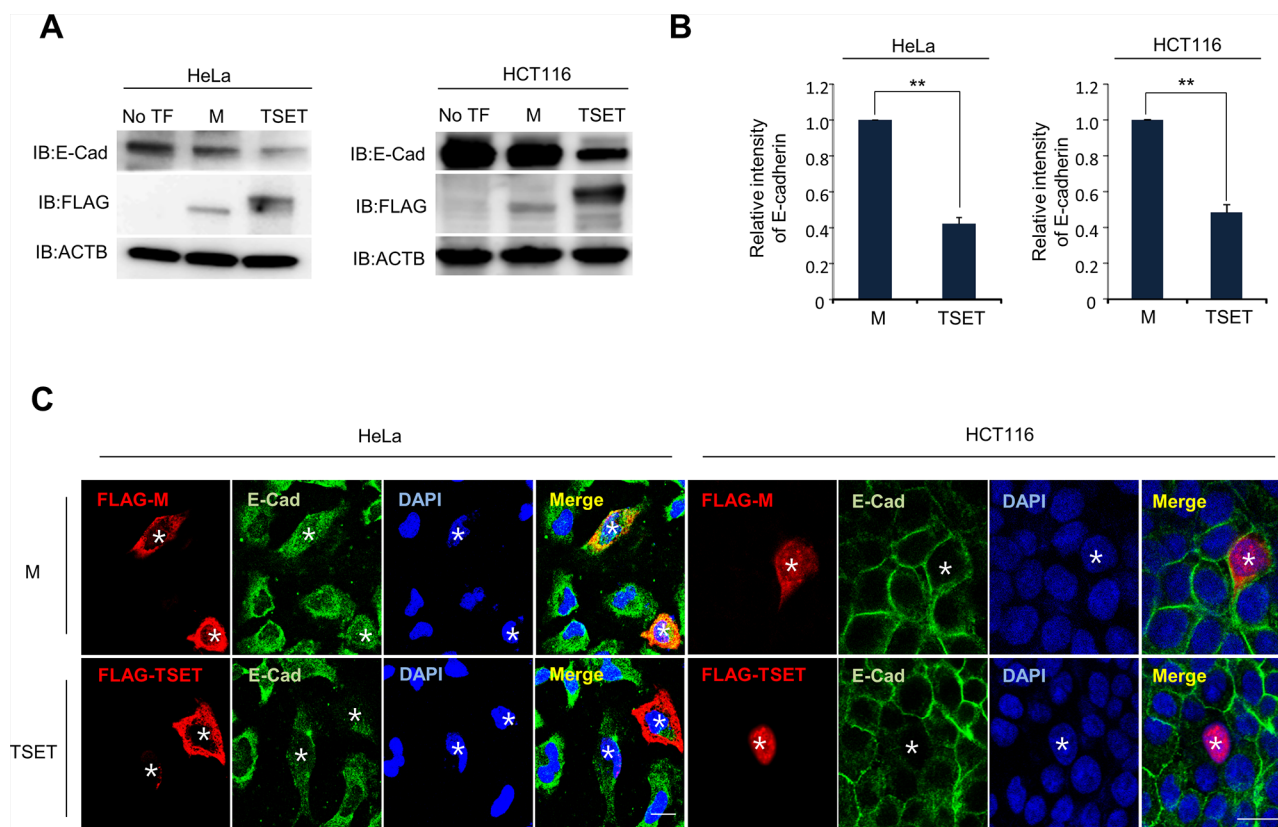 A
HeLa
No TF M TSET
IB:E-Cad
IB:FLAG
IB:ACTB
HCT116
No TF M TSET
IB:E-Cad
IB:FLAG
IB:ACTB
B
HeLa
Relative intensity
of E-cadherin
1.2
1.0
0.8
0.6
0.4
0.2
0
**
M TSET
HCT116
Relative intensity
of E-cadherin
1.2
1.0
0.8
0.6
0.4
0.2
0
**
M TSET
C
HeLa HCT116
M
FLAG-M E-Cad DAPI Merge FLAG-M E-Cad DAPI Merge
* * * * * * * *
* * * *
TSET
FLAG-TSET E-Cad DAPI Merge FLAG-TSET E-Cad DAPI Merge
* * * * * * * *
* * * *